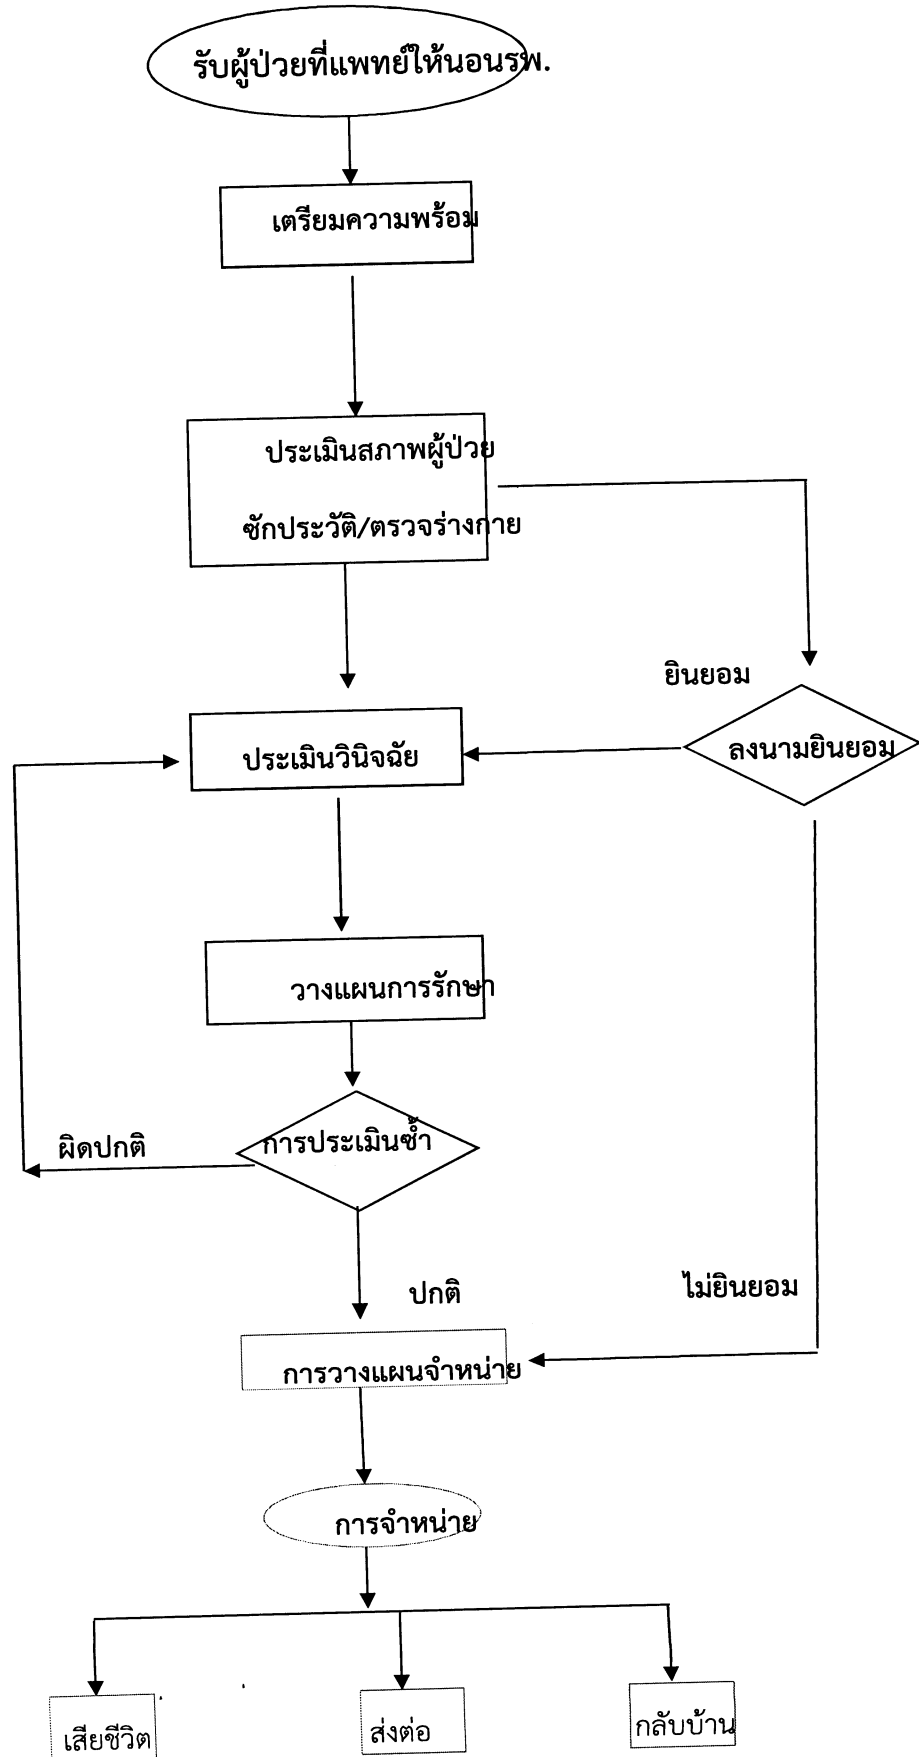 รับผู้ป่วยที่แพทย์ให้นอนรพ.
เตรียมความพร้อม
ประเมินสภาพผู้ป่วย
ซักประวัติ/ตรวจร่างกาย
ยินยอม
ลงนามยินยอม
ประเมินวินิจฉัย
วางแผนการรักษา
การประเมินซ้ำ
ผิดปกติ
ปกติ
ไม่ยินยอม
การวางแผนจำหน่าย
การจำหน่าย
เสียชีวิต
ส่งต่อ
กลับบ้าน